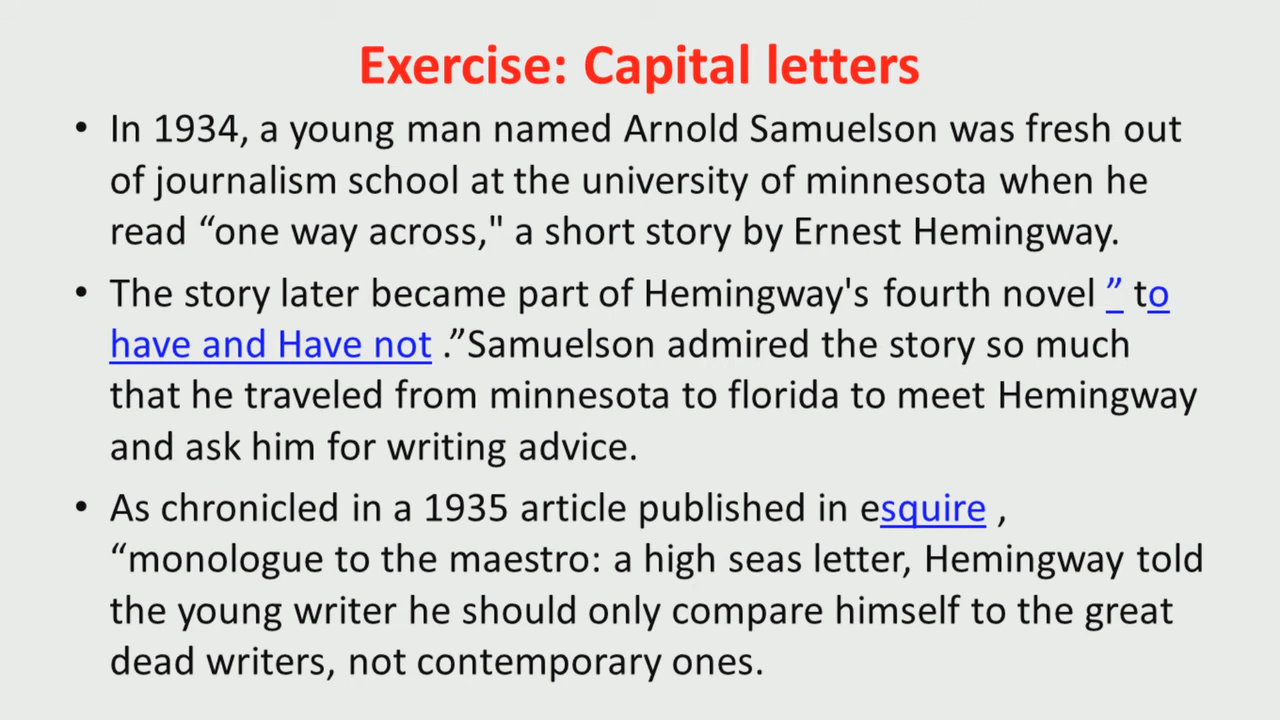 Exercise: Capital letters
• In 1934, a young man named Arnold Samuelson was fresh out
of journalism school at the university of minnesota when he
read “one way across," a short story by Ernest Hemingway.
• The story later became part of Hemingway's fourth novel ” to
have and Have not .”Samuelson admired the story so much
that he traveled from minnesota to florida to meet Hemingway
and ask him for writing advice.
• As chronicled in a 1935 article published in esquire ,
“monologue to the maestro: a high seas letter, Hemingway told
the young writer he should only compare himself to the great
dead writers, not contemporary ones.